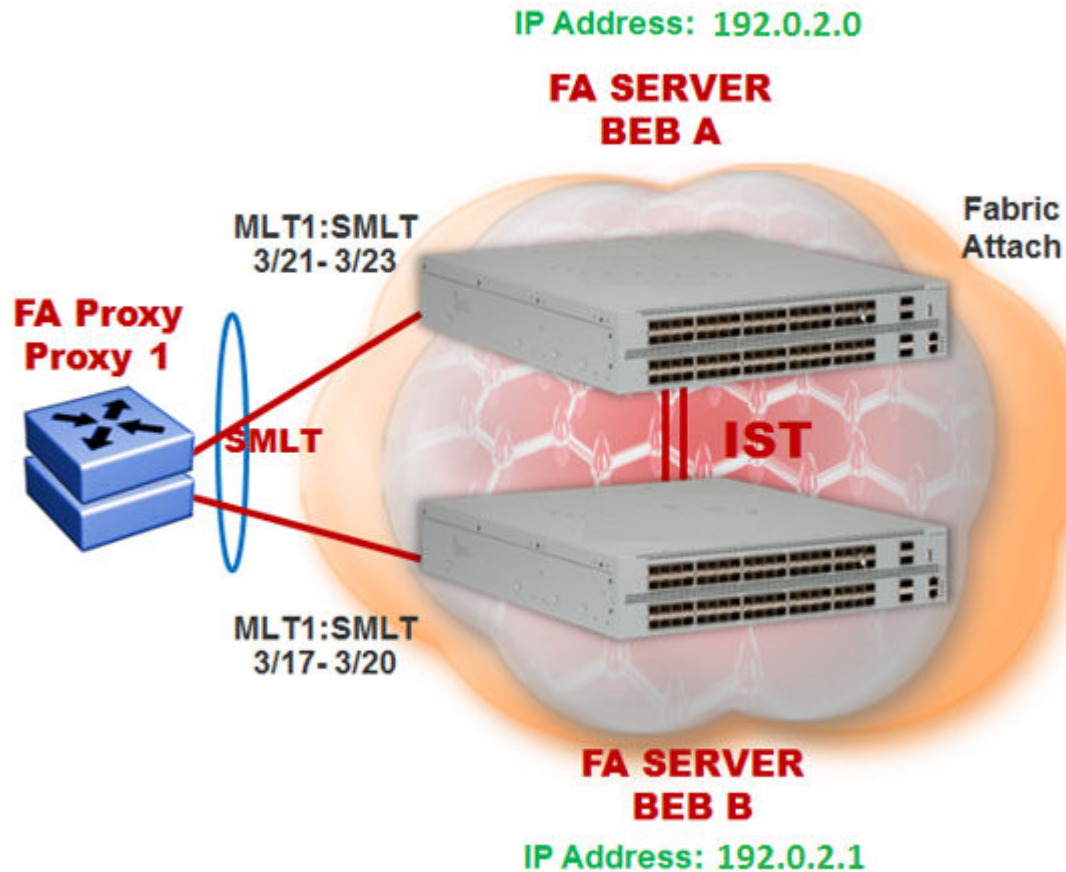 IP Address: 192.0.2.0
FA SERVER
BEB A
Fabric
Attach
MLT1:SMLT
3/21- 3/23
FA Proxy
Proxy 1
SMLT
IST
MLT1:SMLT
3/17- 3/20
FA SERVER
BEB B
IP Address: 192.0.2.1